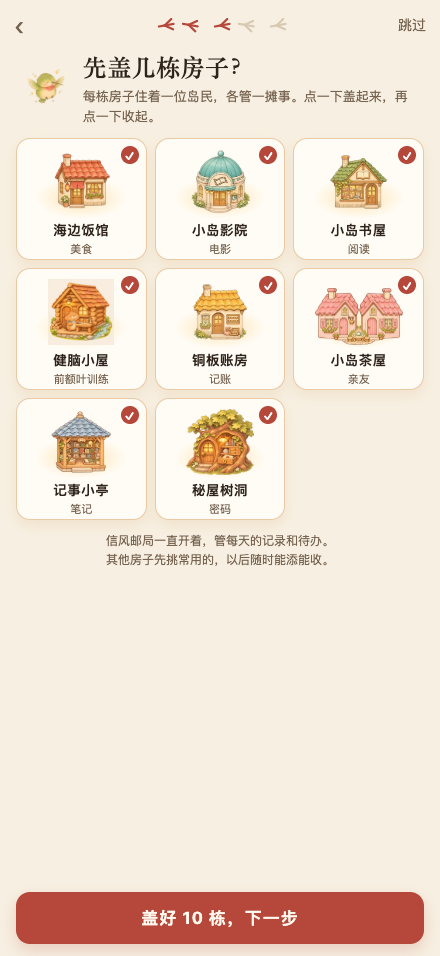 ‹
跳过
先盖几栋房子?
每栋房子住着一位岛民，各管一摊事。点一下盖起来，再
点一下收起。
海边饭馆
美食
小岛影院
电影
小岛书屋
阅读
健脑小屋
前额叶训练
铜板账房
记账
小岛茶屋
亲友
记事小亭
笔记
秘屋树洞
密码
信风邮局一直开着，管每天的记录和待办。
其他房子先挑常用的，以后随时能添能收。
盖好 10 栋，下一步